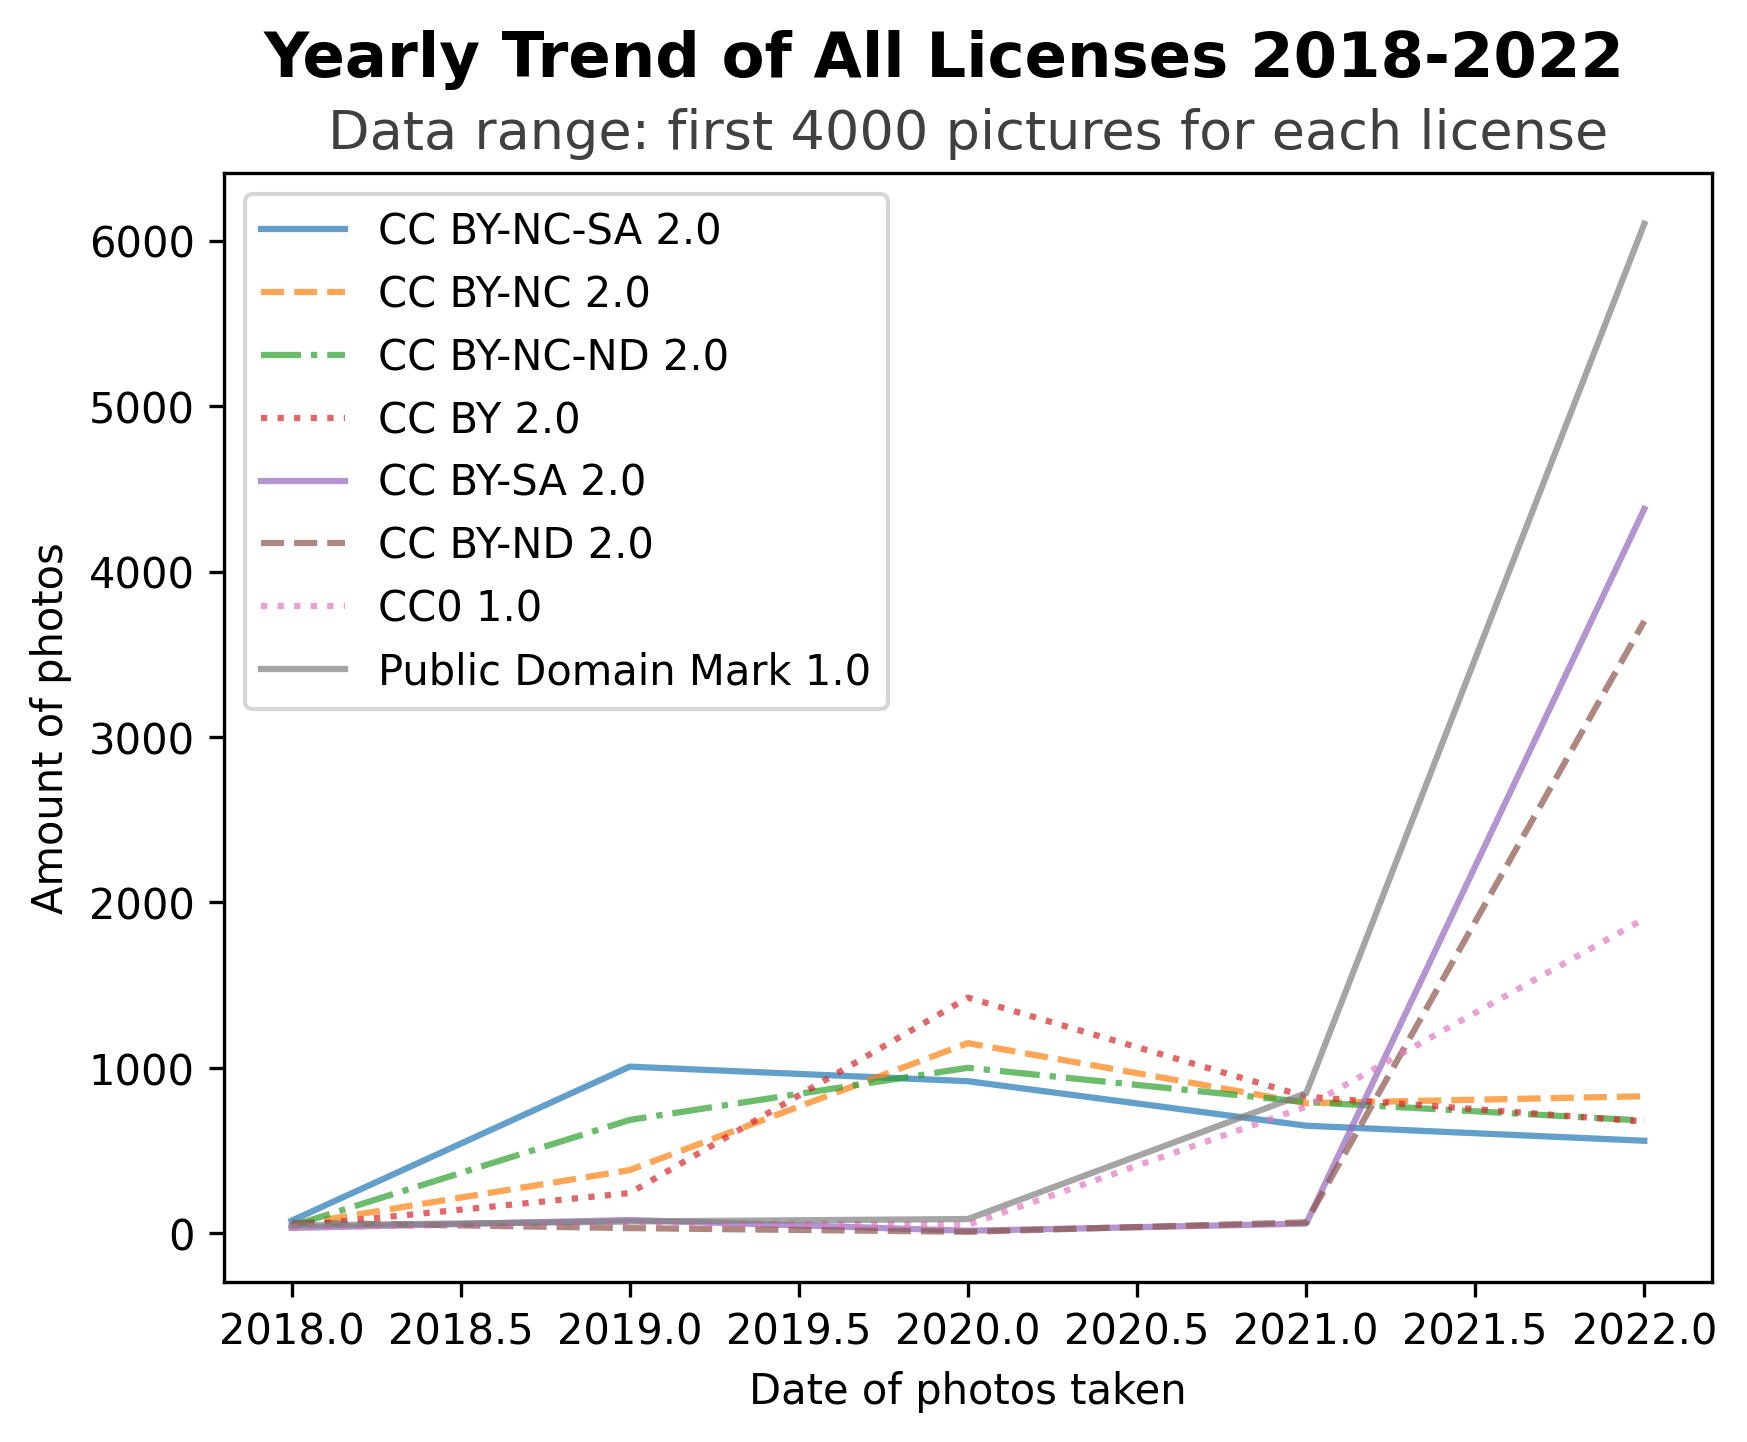 Yearly Trend of All Licenses 2018-2022
Data range: first 4000 pictures for each license
CC BY-NC-SA 2.0
CC BY-NC 2.0
CC BY-NC-ND 2.0
CC BY 2.0
CC BY-SA 2.0
CC BY-ND 2.0
CC0 1.0
Public Domain Mark 1.0
Amount of photos
6000
5000
4000
3000
2000
1000
0
2018.0 2018.5 2019.0 2019.5 2020.0 2020.5 2021.0 2021.5 2022.0
Date of photos taken